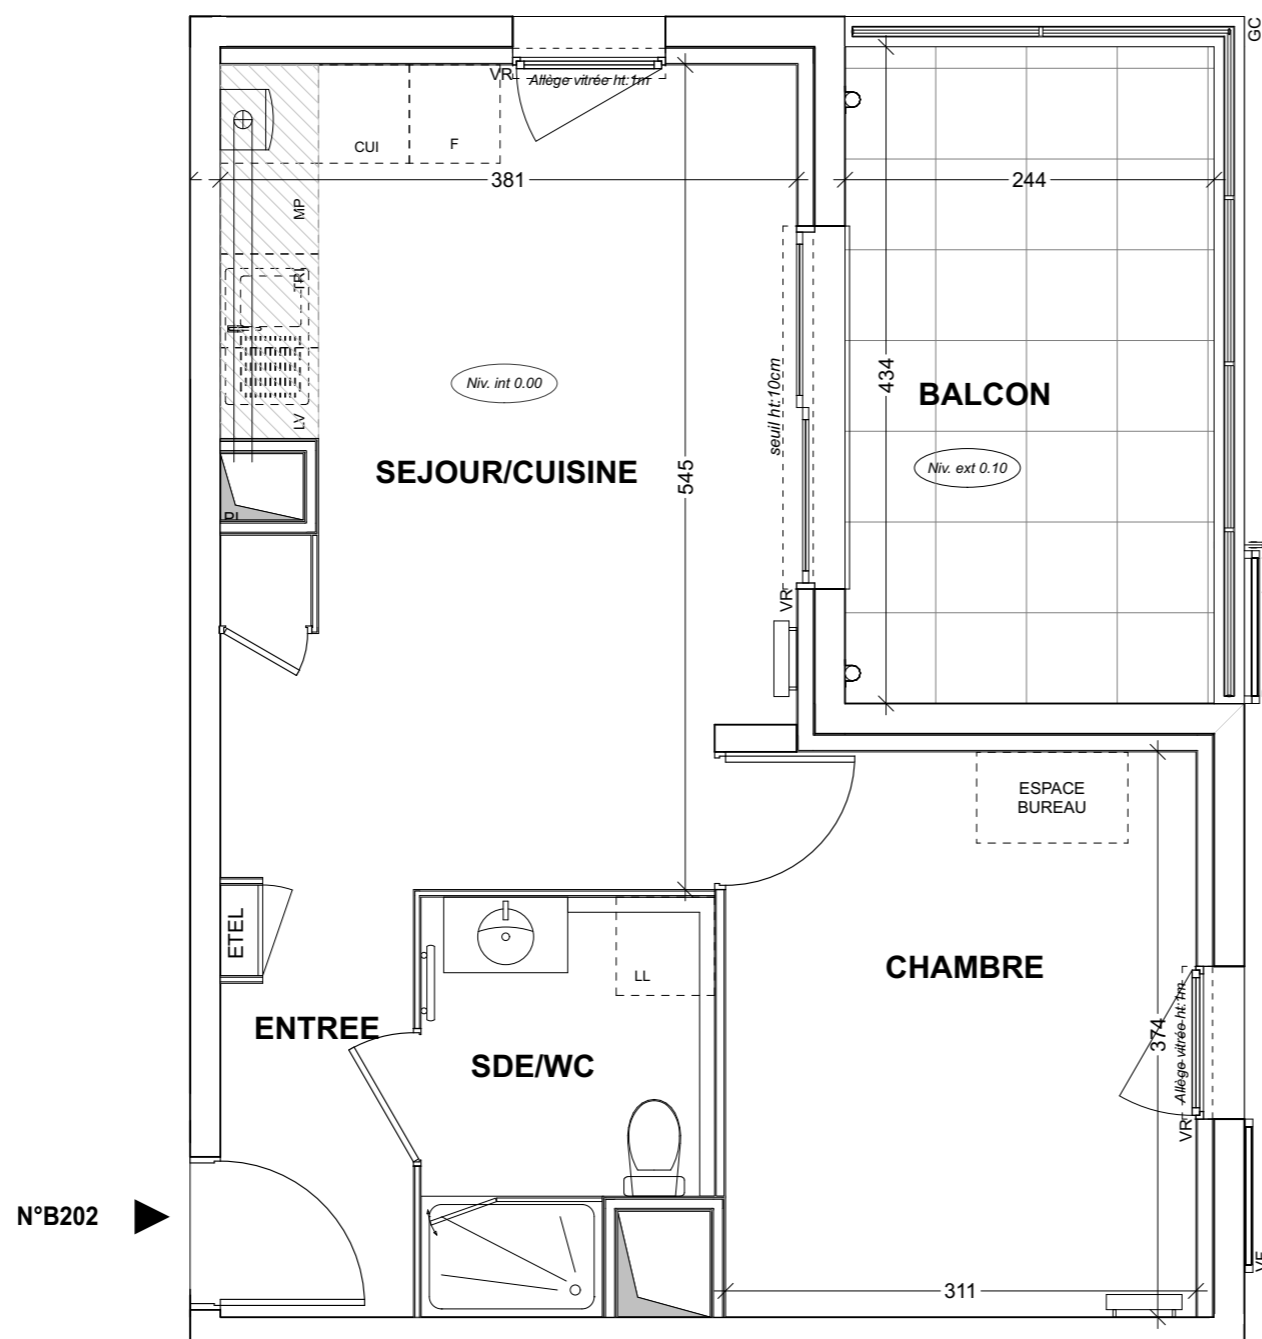 GC
VR
Allège vitrée ht: 1m
CUI
F
381
244
MP
TRI
LV
Niv. int 0.00
seuil ht:10cm
434
BALCON
Niv. ext 0.10
SEJOUR/CUISINE
545
VR
ESPACE
BUREAU
ETEL
LL
CHAMBRE
ENTREE
SDE/WC
374
Allège vitrée ht: 1m
VR
N°B202
311